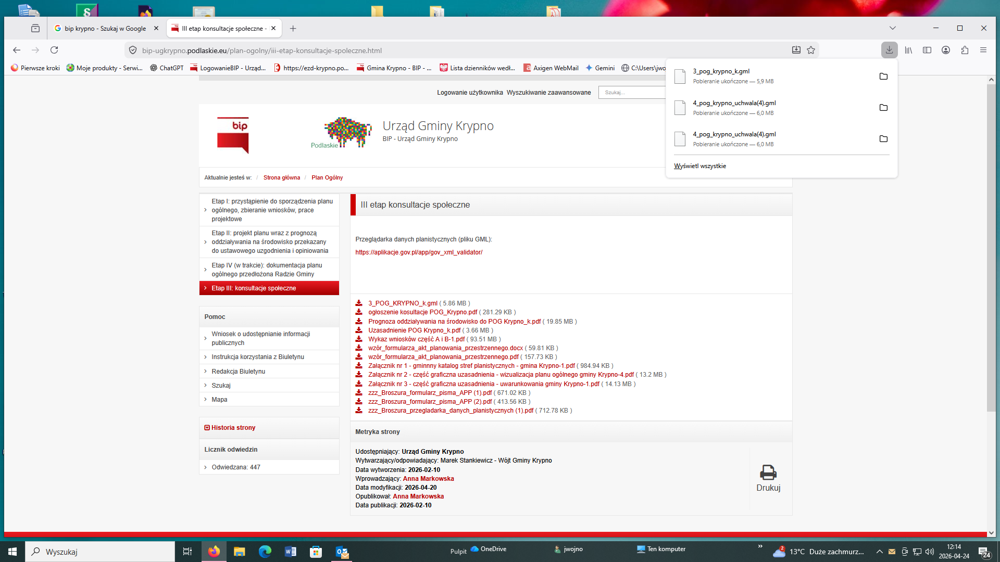 bip krypno - Szukaj w Google
III etap konsultacje społeczne -
bip-ugkrypno.podlaskie.eu/plan-ogolny/iii-etap-konsultacje-spoleczne.html
Pierwsze kroki
Moje produkty - Serwi...
ChatGPT
LogowanieBIP - Urząd...
https://ezd-krypno.po...
Gmina Krypno - BIP - ...
Lista dzienników wedł...
Axigen WebMail
Gemini
C:\Users\jwo
3_pog_krypno_k.gml
Pobieranie ukończone — 5,9 MB
4_pog_krypno_uchwala(4).gml
Pobieranie ukończone — 6,0 MB
4_pog_krypno_uchwala(4).gml
Pobieranie ukończone — 6,0 MB
Wyświetl wszystkie
Logowanie użytkownika Wyszukiwanie zaawansowane
Szukaj...
bip
Podlaskie
Urząd Gminy Krypno
BIP - Urząd Gminy Krypno
Aktualnie jesteś w: / Strona główna / Plan Ogólny
Etap I: przystąpienie do sporządzenia planu
ogólnego, zbieranie wniosków, prace
projektowe
Etap II: projekt planu wraz z prognozą
oddziaływania na środowisko przekazany
do ustawowego uzgodnienia i opiniowania
Etap IV (w trakcie): dokumentacja planu
ogólnego przedłożona Radzie Gminy
Etap III: konsultacje społeczne
Pomoc
Wniosek o udostępnianie informacji
publicznych
Instrukcja korzystania z Biuletynu
Redakcja Biuletynu
Szukaj
Mapa
Historia strony
Licznik odwiedzin
Odwiedzana: 447
III etap konsultacje społeczne
Przeglądarka danych planistycznych (pliku GML):
https://aplikacje.gov.pl/app/gov_xml_validator/
3_POG_KRYPNO_k.gml ( 5.86 MB )
ogłoszenie kosultacje POG_Krypno.pdf ( 281.29 KB )
Prognoza oddziaływania na środowisko do POG Krypno_k.pdf ( 19.85 MB )
Uzasadnienie POG Krypno_k.pdf ( 3.66 MB )
Wykaz wniosków część A i B-1.pdf ( 93.51 MB )
wzór_formularza_akt_planowania_przestrzennego.docx ( 59.81 KB )
wzór_formularza_akt_planowania_przestrzennego.pdf ( 157.73 KB )
Załącznik nr 1 - gminnny katalog stref planistycznych - gmina Krypno-1.pdf ( 984.94 KB )
Załącznik nr 2 - część graficzna uzasadnienia - wizualizacja planu ogólnego gminy Krypno-4.pdf ( 13.2 MB )
Załącznik nr 3 - część graficzna uzasadnienia - uwarunkowania gminy Krypno-1.pdf ( 14.13 MB )
zzz_Broszura_formularz_pisma_APP (1).pdf ( 671.02 KB )
zzz_Broszura_formularz_pisma_APP (2).pdf ( 413.56 KB )
zzz_Broszura_przegladarka_danych_planistycznych (1).pdf ( 712.78 KB )
Metryka strony
Udostępniający: Urząd Gminy Krypno
Wytwarzający/odpowiadający: Marek Stankiewicz - Wójt Gminy Krypno
Data wytworzenia: 2026-02-10
Wprowadzający: Anna Markowska
Data modyfikacji: 2026-04-20
Opublikował: Anna Markowska
Data publikacji: 2026-02-10
Drukuj
Wyszukaj
Pulpit
OneDrive
jwojno
Ten komputer
»
2
13°C Duże zachmurz...
12:14
2026-04-24
24